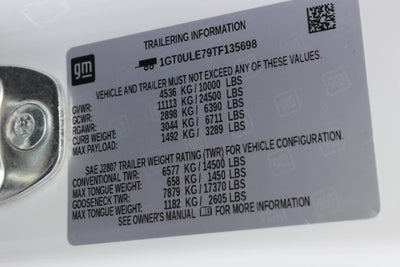 TRAILERING INFORMATION
gm
1GT0ULE79TF135698
VEHICLE AND TRAILER MUST NOT EXCEED ANY OF THESE VALUES.
GVWR: 4536 KG/ 10000 LBS
GCWR: 11113 KG/ 24500 LBS
RGAWR: 2898 KG/ 6390 LBS
CURB WEIGHT: 3044 KG/ 6711 LBS
MAX PAYLOAD: 1492 KG/ 3289 LBS
SAE J2807 TRAILER WEIGHT RATING (TWR) FOR VEHICLE CONFIGURATION.
CONVENTIONAL TWR: 6577 KG/ 14500 LBS
MAX TONGUE WEIGHT: 658 KG/ 1450 LBS
GOOSENECK TWR: 7879 KG/ 17370 LBS
MAX TONGUE WEIGHT: 1182 KG/ 2605 LBS
SEE OWNER'S MANUAL FOR MORE INFORMATION